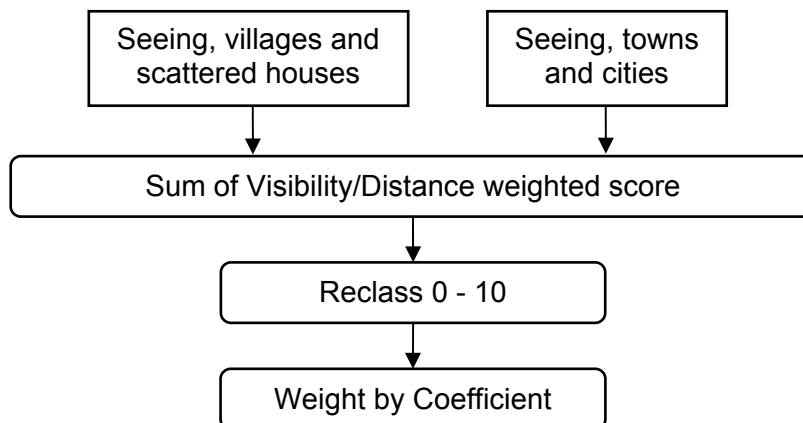 Seeing, villages and
scattered houses
Seeing, towns
and cities
Sum of Visibility/Distance weighted score
Reclass 0 - 10
Weight by Coefficient